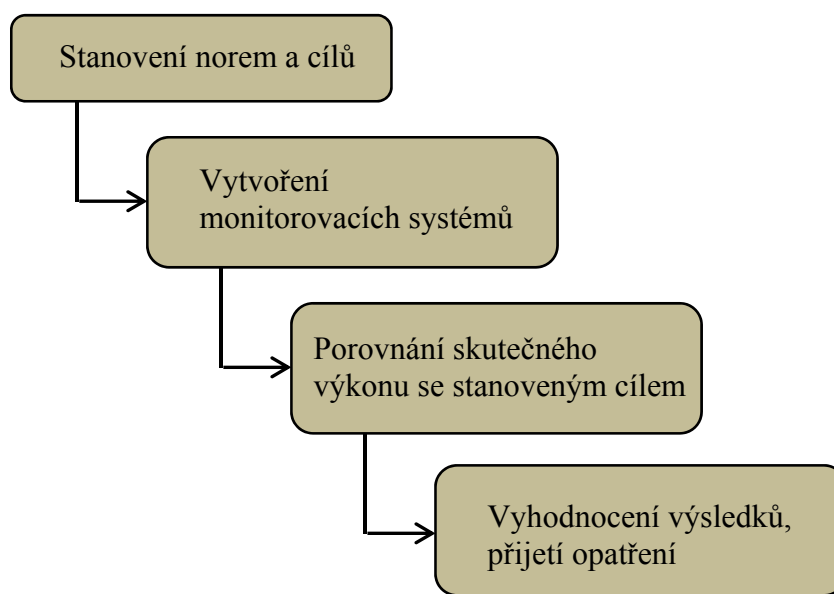 Stanovení norem a cílů
Vytvoření
monitorovacích systémů
Porovnání skutečného
výkonu se stanoveným cílem
Vyhodnocení výsledků,
přijetí opatření